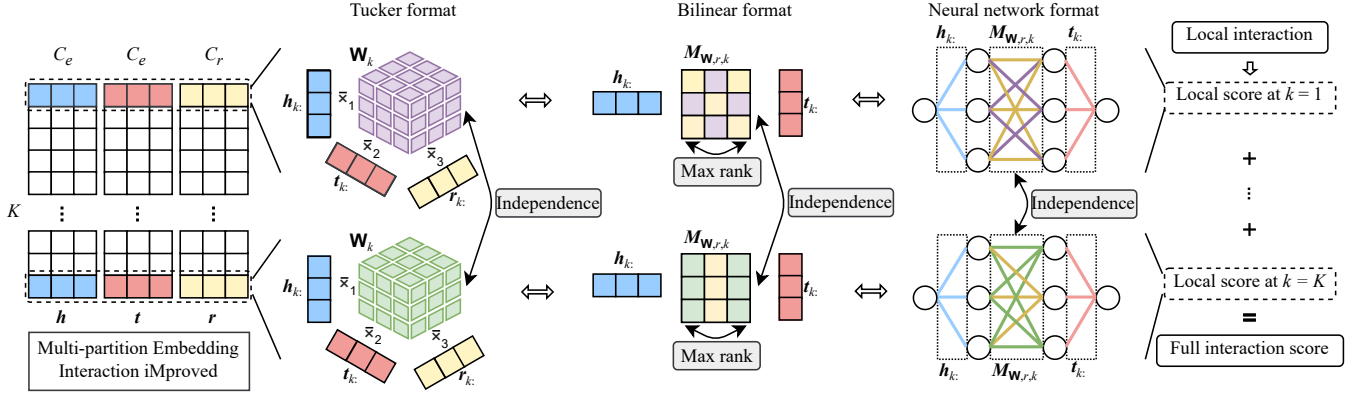 Tucker format
Bilinear format
Neural network format
C_e
C_e
C_r
K
⋮
⋮
⋮
h
t
r
Multi-partition Embedding
Interaction iMproved
W_k
h_k:
x̄_1
x̄_2
x̄_3
t_k:
r_k:
⇔
M_W,r,k
h_k:
t_k:
Max rank
⇔
h_k:
M_W,r,k
t_k:
Independence
Independence
Independence
W_k
h_k:
x̄_1
x̄_2
x̄_3
t_k:
r_k:
⇔
M_W,r,k
h_k:
t_k:
Max rank
⇔
h_k:
M_W,r,k
t_k:
Local interaction
Local score at k = 1
+
⋮
+
Local score at k = K
=
Full interaction score